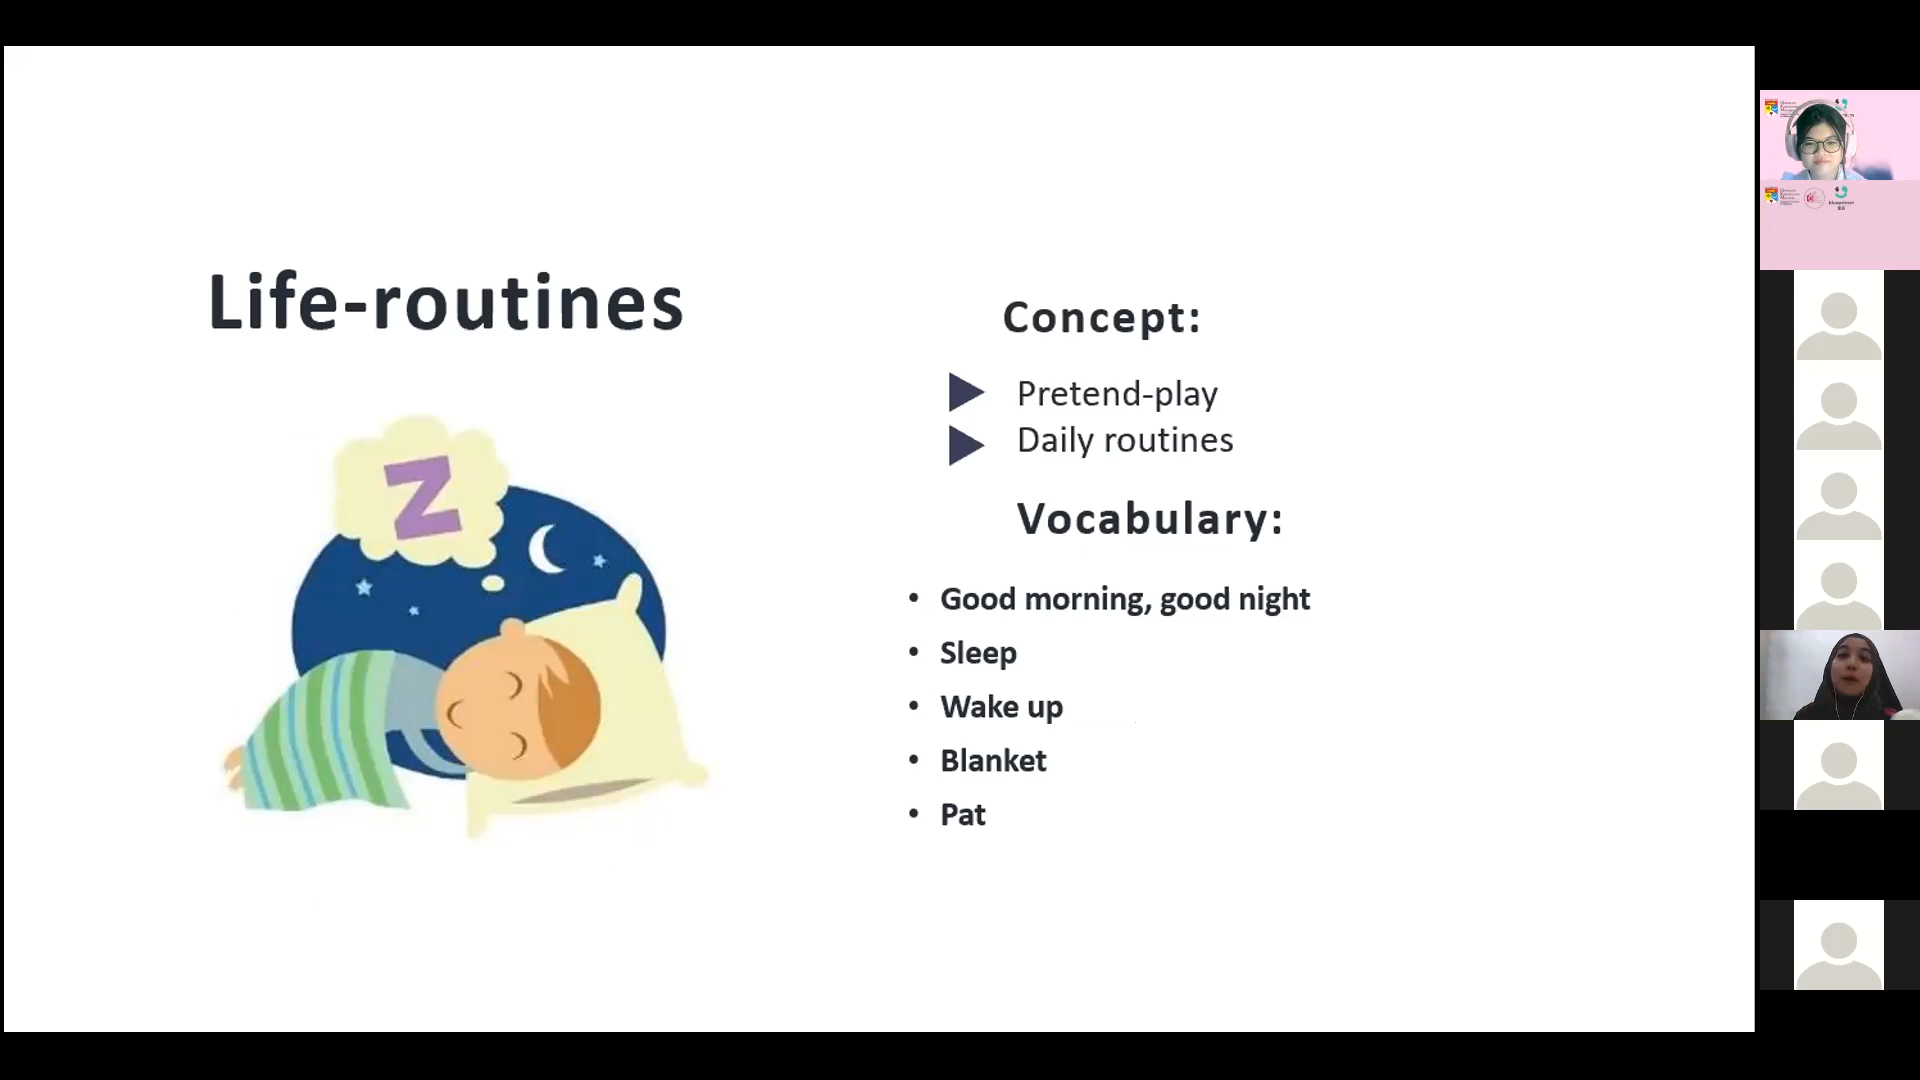 Life-routines
Z
Concept:
Pretend-play
Daily routines
Vocabulary:
• Good morning, good night
• Sleep
• Wake up
• Blanket
• Pat